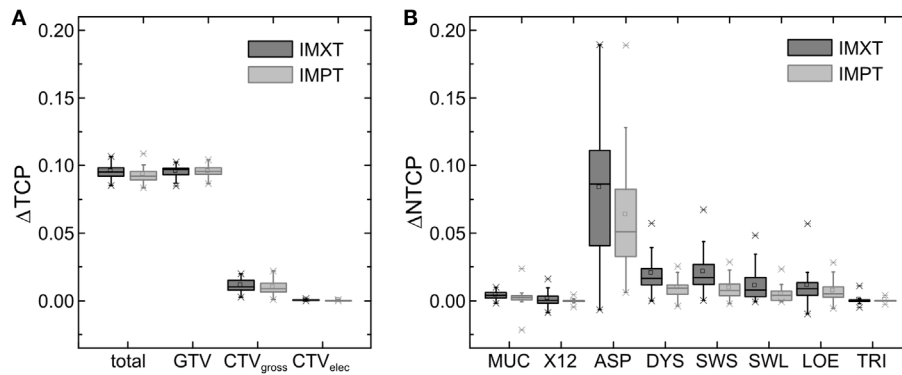 A
ΔTCP
0.20
0.15
0.10
0.05
0.00
IMXT
IMPT
total GTV CTVgross CTVelec
B
ΔNTCP
0.20
0.15
0.10
0.05
0.00
IMXT
IMPT
MUC X12 ASP DYS SWS SWL LOE TRI